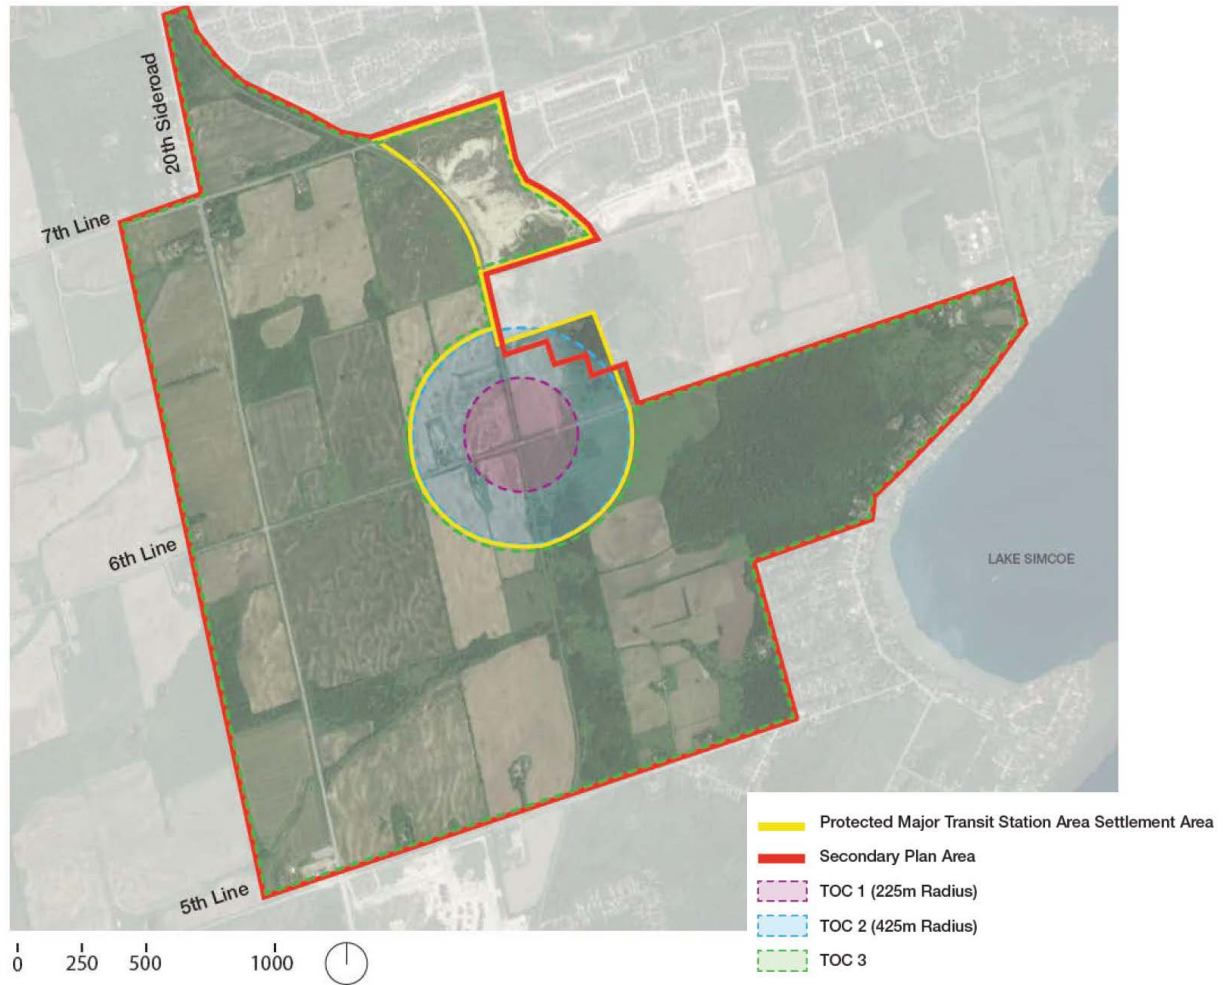 20th Sideroad
7th Line
6th Line
LAKE SIMCOE
5th Line
Protected Major Transit Station Area Settlement Area
Secondary Plan Area
TOC 1 (225m Radius)
TOC 2 (425m Radius)
TOC 3
0 250 500 1000